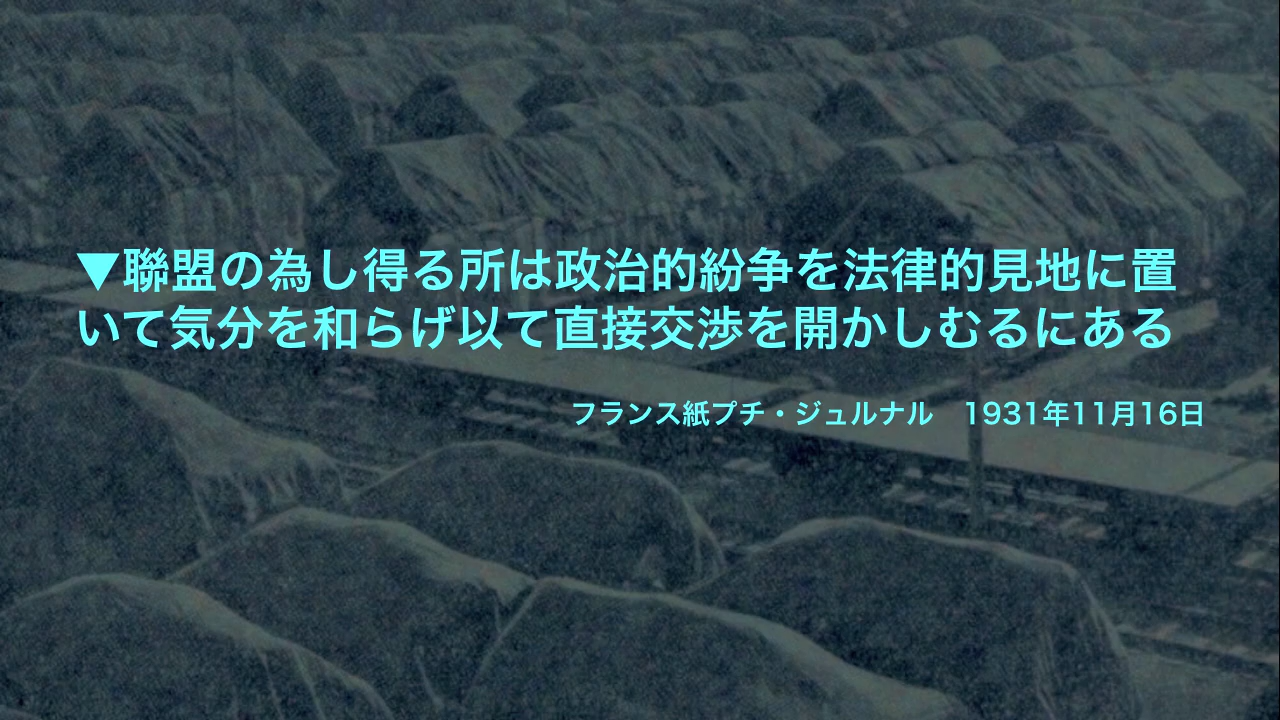 ▼聯盟の為し得る所は政治的紛争を法律的見地に置
いて気分を和らげ以て直接交渉を開かしむるにある
フランス紙プチ・ジュルナル　1931年11月16日